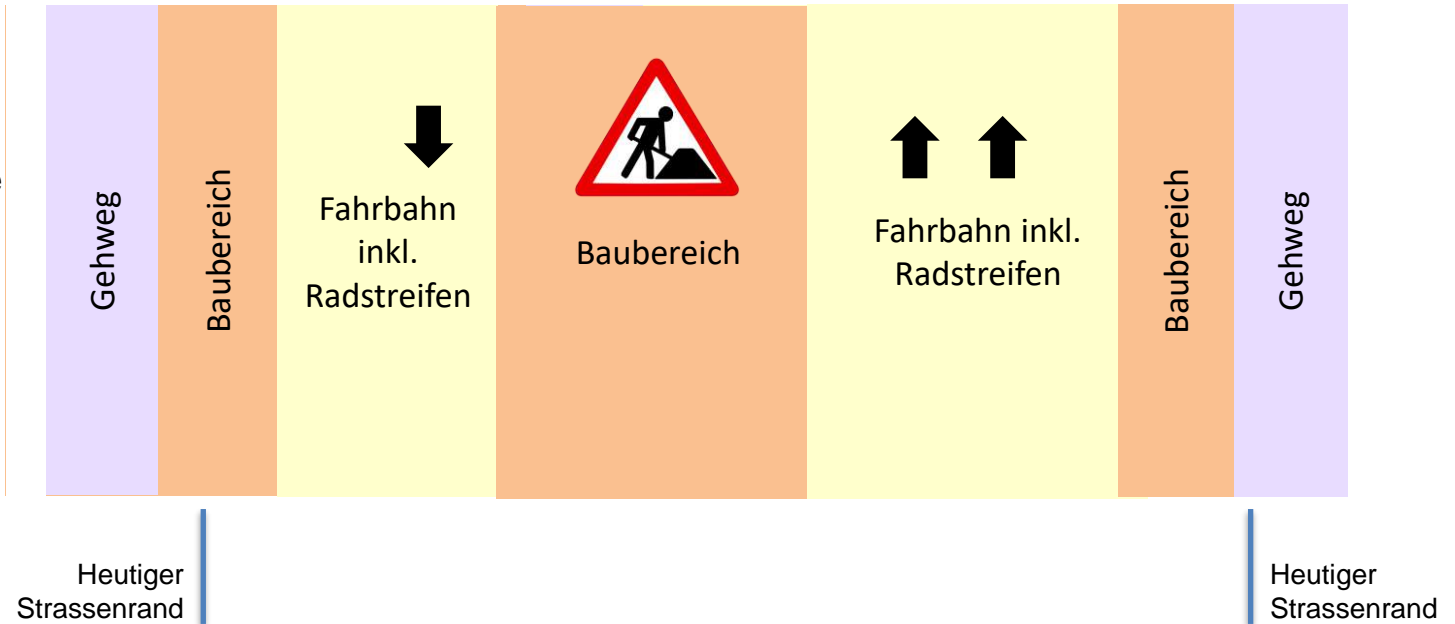 Gehweg
Baubereich
Fahrbahn
inkl.
Radstreifen
Baubereich
Fahrbahn inkl.
Radstreifen
Baubereich
Gehweg
Heutiger
Strassenrand
Heutiger
Strassenrand